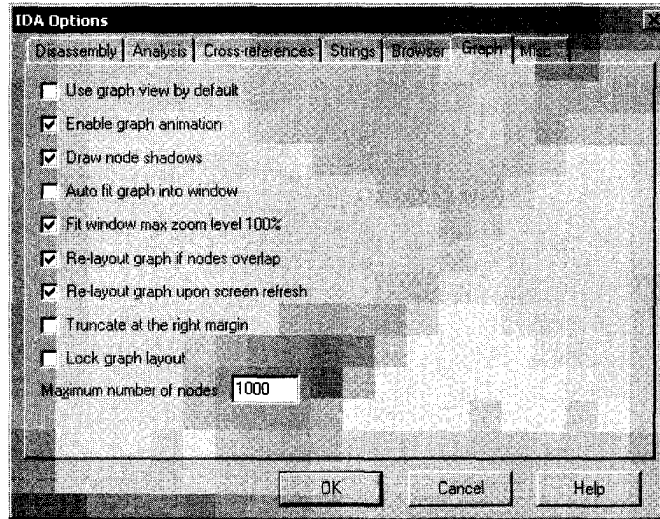 IDA Options
Disassembly Analysis Cross-references Strings Browser Graph Misc
Use graph view by default
Enable graph animation
Draw node shadows
Auto fit graph into window
Fit window max zoom level 100%
Re-layout graph if nodes overlap
Re-layout graph upon screen refresh
Truncate at the right margin
Lock graph layout
Maximum number of nodes 1000
OK Cancel Help